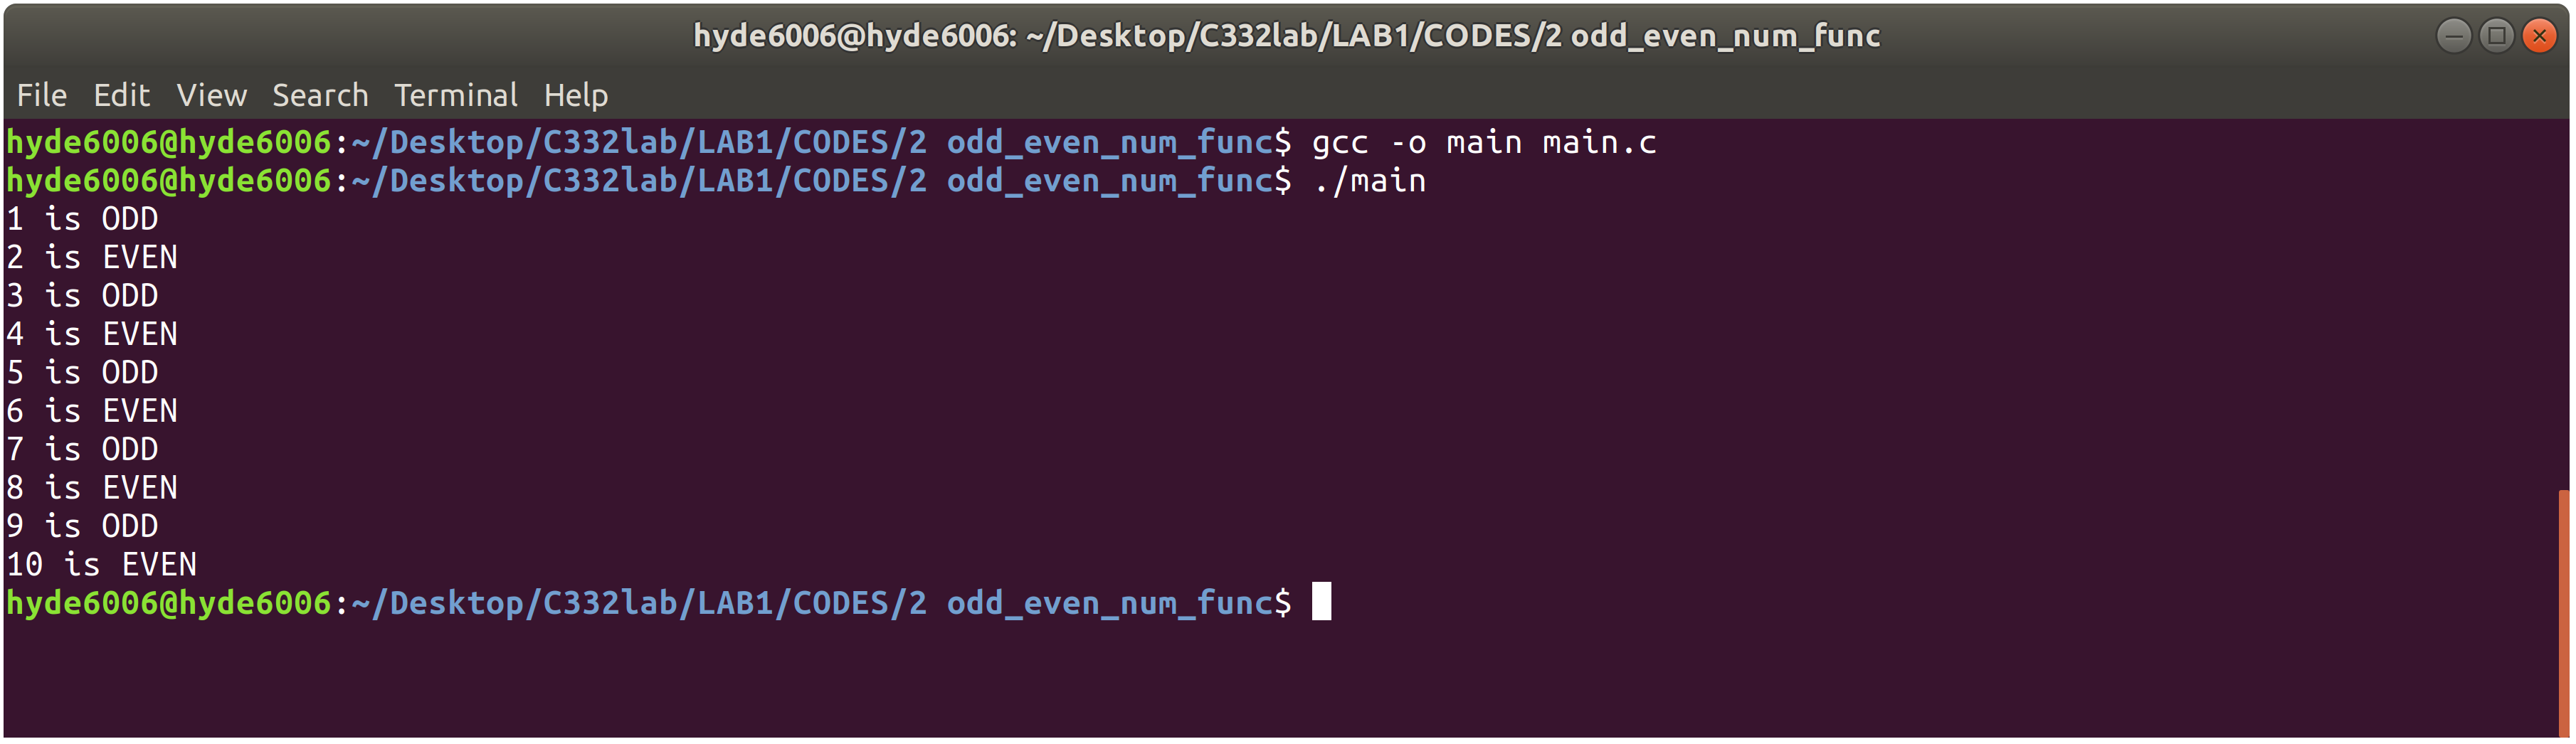 hyde6006@hyde6006: ~/Desktop/C332lab/LAB1/CODES/2 odd_even_num_func
File Edit View Search Terminal Help
hyde6006@hyde6006:~/Desktop/C332lab/LAB1/CODES/2 odd_even_num_func$ gcc -o main main.c
hyde6006@hyde6006:~/Desktop/C332lab/LAB1/CODES/2 odd_even_num_func$ ./main
1 is ODD
2 is EVEN
3 is ODD
4 is EVEN
5 is ODD
6 is EVEN
7 is ODD
8 is EVEN
9 is ODD
10 is EVEN
hyde6006@hyde6006:~/Desktop/C332lab/LAB1/CODES/2 odd_even_num_func$